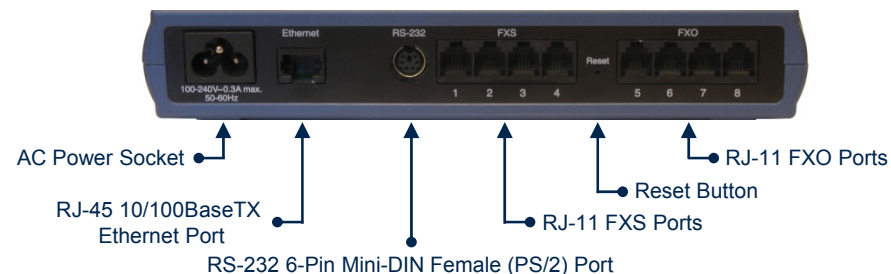 Ethernet
RS-232
FXS
FXO
Reset
100-240V~0.3A max.
50-60Hz
1 2 3 4
5 6 7 8
AC Power Socket
RJ-11 FXO Ports
Reset Button
RJ-45 10/100BaseTX
Ethernet Port
RJ-11 FXS Ports
RS-232 6-Pin Mini-DIN Female (PS/2) Port